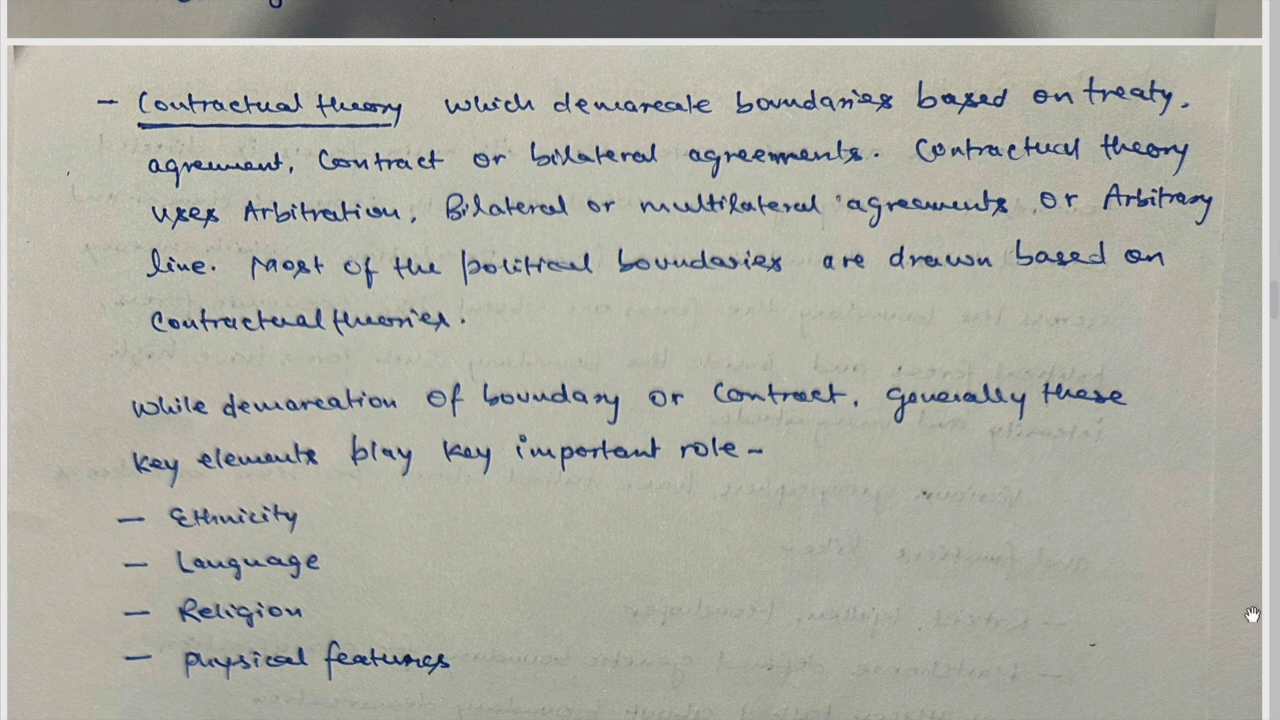 - Contractual theory which demarcate boundaries based on treaty,
agrement, Contract or bilateral agreements. Contractual theory
uses Arbitration, Bilateral or multilateral agreements or Arbitrary
line. Most of the political boundaries are drawn based on
Contractual theories.
While demarcation of boundary or Contract, generally these
key elements play key important role -
- Ethnicity
- Language
- Religion
- physical features